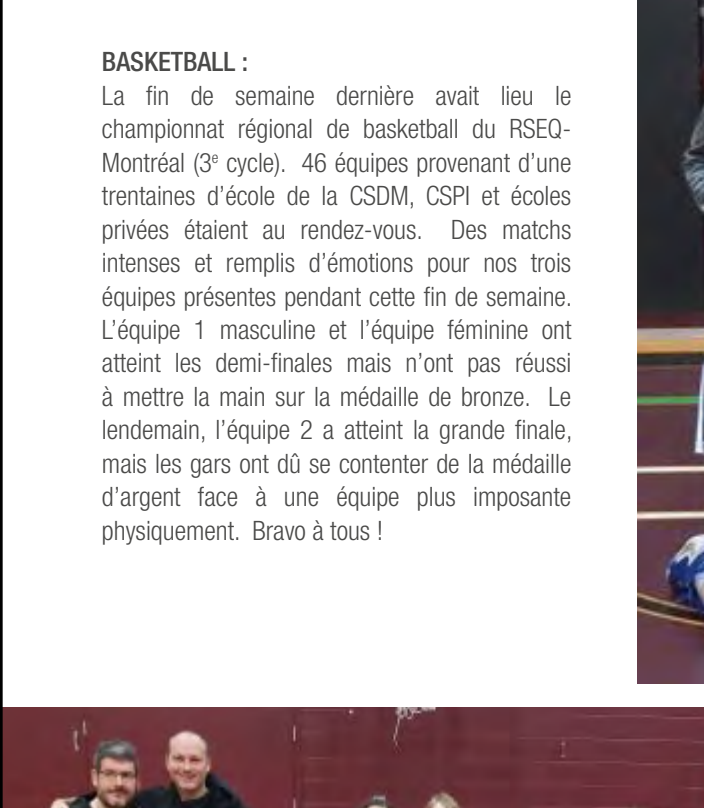 BASKETBALL :
La fin de semaine dernière avait lieu le
championnat régional de basketball du RSEQ-
Montréal (3e cycle). 46 équipes provenant d'une
trentaines d'école de la CSDM, CSPI et écoles
privées étaient au rendez-vous. Des matchs
intenses et remplis d'émotions pour nos trois
équipes présentes pendant cette fin de semaine.
L'équipe 1 masculine et l'équipe féminine ont
atteint les demi-finales mais n'ont pas réussi
à mettre la main sur la médaille de bronze. Le
lendemain, l'équipe 2 a atteint la grande finale,
mais les gars ont dû se contenter de la médaille
d'argent face à une équipe plus imposante
physiquement. Bravo à tous !